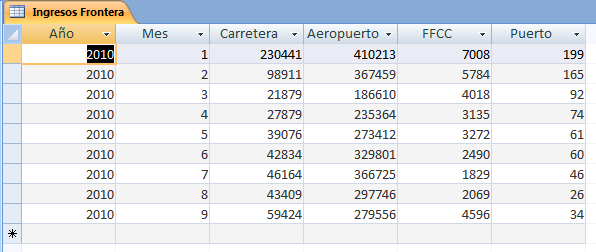 Ingresos Frontera
Año Mes Carretera Aeropuerto FFCC Puerto
2010 1 230441 410213 7008 199
2010 2 98911 367459 5784 165
2010 3 21879 186610 4018 92
2010 4 27879 235364 3135 74
2010 5 39076 273412 3272 61
2010 6 42834 329801 2490 60
2010 7 46164 366725 1829 46
2010 8 43409 297746 2069 26
2010 9 59424 279556 4596 34